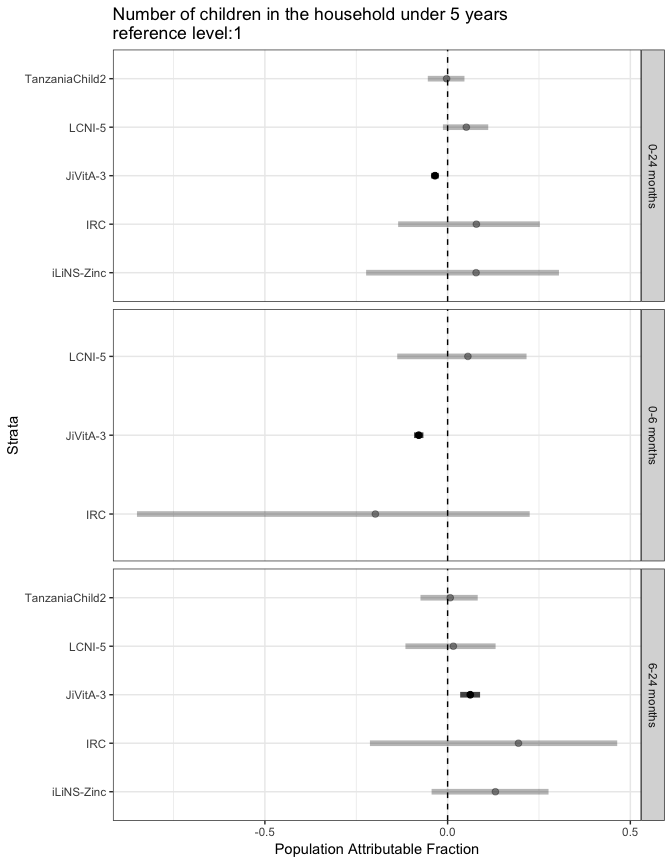 Number of children in the household under 5 years
reference level:1
TanzaniaChild2
LCNI-5
JiVitA-3
IRC
iLiNS-Zinc
0-24 months
LCNI-5
JiVitA-3
IRC
0-6 months
TanzaniaChild2
LCNI-5
JiVitA-3
IRC
iLiNS-Zinc
6-24 months
Strata
-0.5
0.0
0.5
Population Attributable Fraction